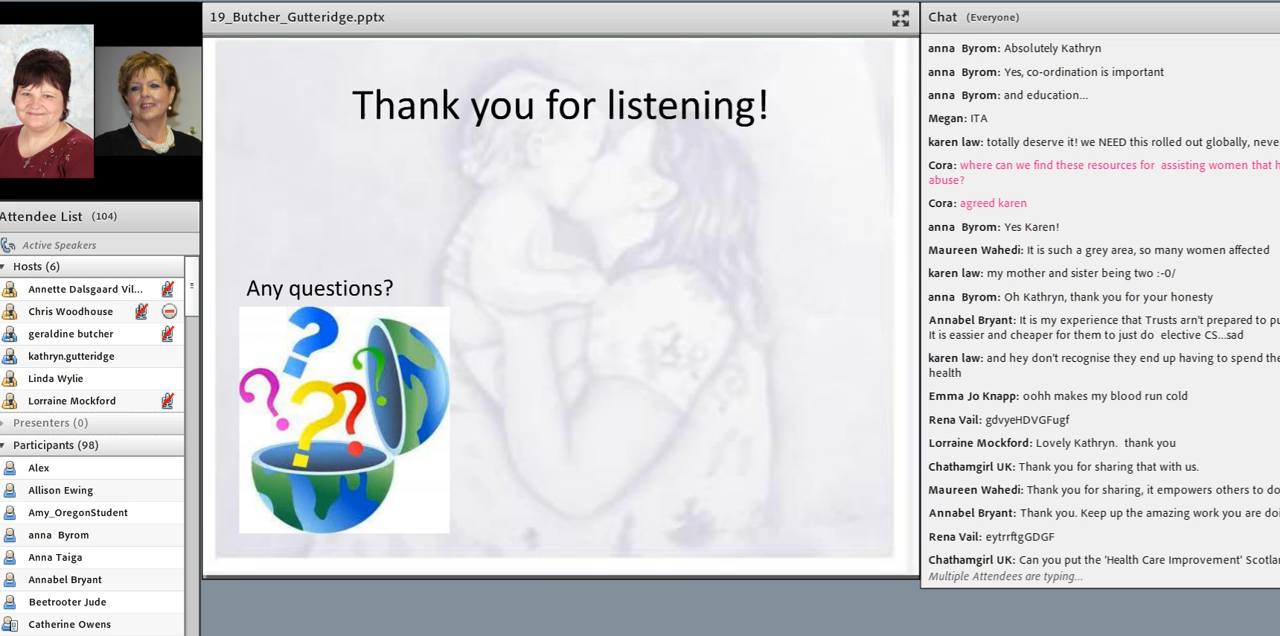 19_Butcher_Gutteridge.pptx
Thank you for listening!
Any questions?
Attendee List (104)
Active Speakers
Hosts (6)
Annette Dalsgaard Vil...
Chris Woodhouse
geraldine butcher
kathryn.gutteridge
Linda Wylie
Lorraine Mockford
Presenters (0)
Participants (98)
Alex
Allison Ewing
Amy_OregonStudent
anna Byrom
Anna Taiga
Annabel Bryant
Beetrooter Jude
Catherine Owens
Chat (Everyone)
anna Byrom: Absolutely Kathryn
anna Byrom: Yes, co-ordination is important
anna Byrom: and education...
Megan: ITA
karen law: totally deserve it! we NEED this rolled out globally, neve
Cora: where can we find these resources for assisting women that h
abuse?
Cora: agreed karen
anna Byrom: Yes Karen!
Maureen Wahedi: It is such a grey area, so many women affected
karen law: my mother and sister being two :-0/
anna Byrom: Oh Kathryn, thank you for your honesty
Annabel Bryant: It is my experience that Trusts arn't prepared to pu
It is easier and cheaper for them to just do elective CS...sad
karen law: and hey don't recognise they end up having to spend the
health
Emma Jo Knapp: oohh makes my blood run cold
Rena Vail: gdvyeHDVGFugf
Lorraine Mockford: Lovely Kathryn. thank you
Chathamgirl UK: Thank you for sharing that with us.
Maureen Wahedi: Thank you for sharing, it empowers others to do
Annabel Bryant: Thank you. Keep up the amazing work you are doi
Rena Vail: eytrrftgGDGF
Chathamgirl UK: Can you put the 'Health Care Improvement' Scotlan
Multiple Attendees are typing...